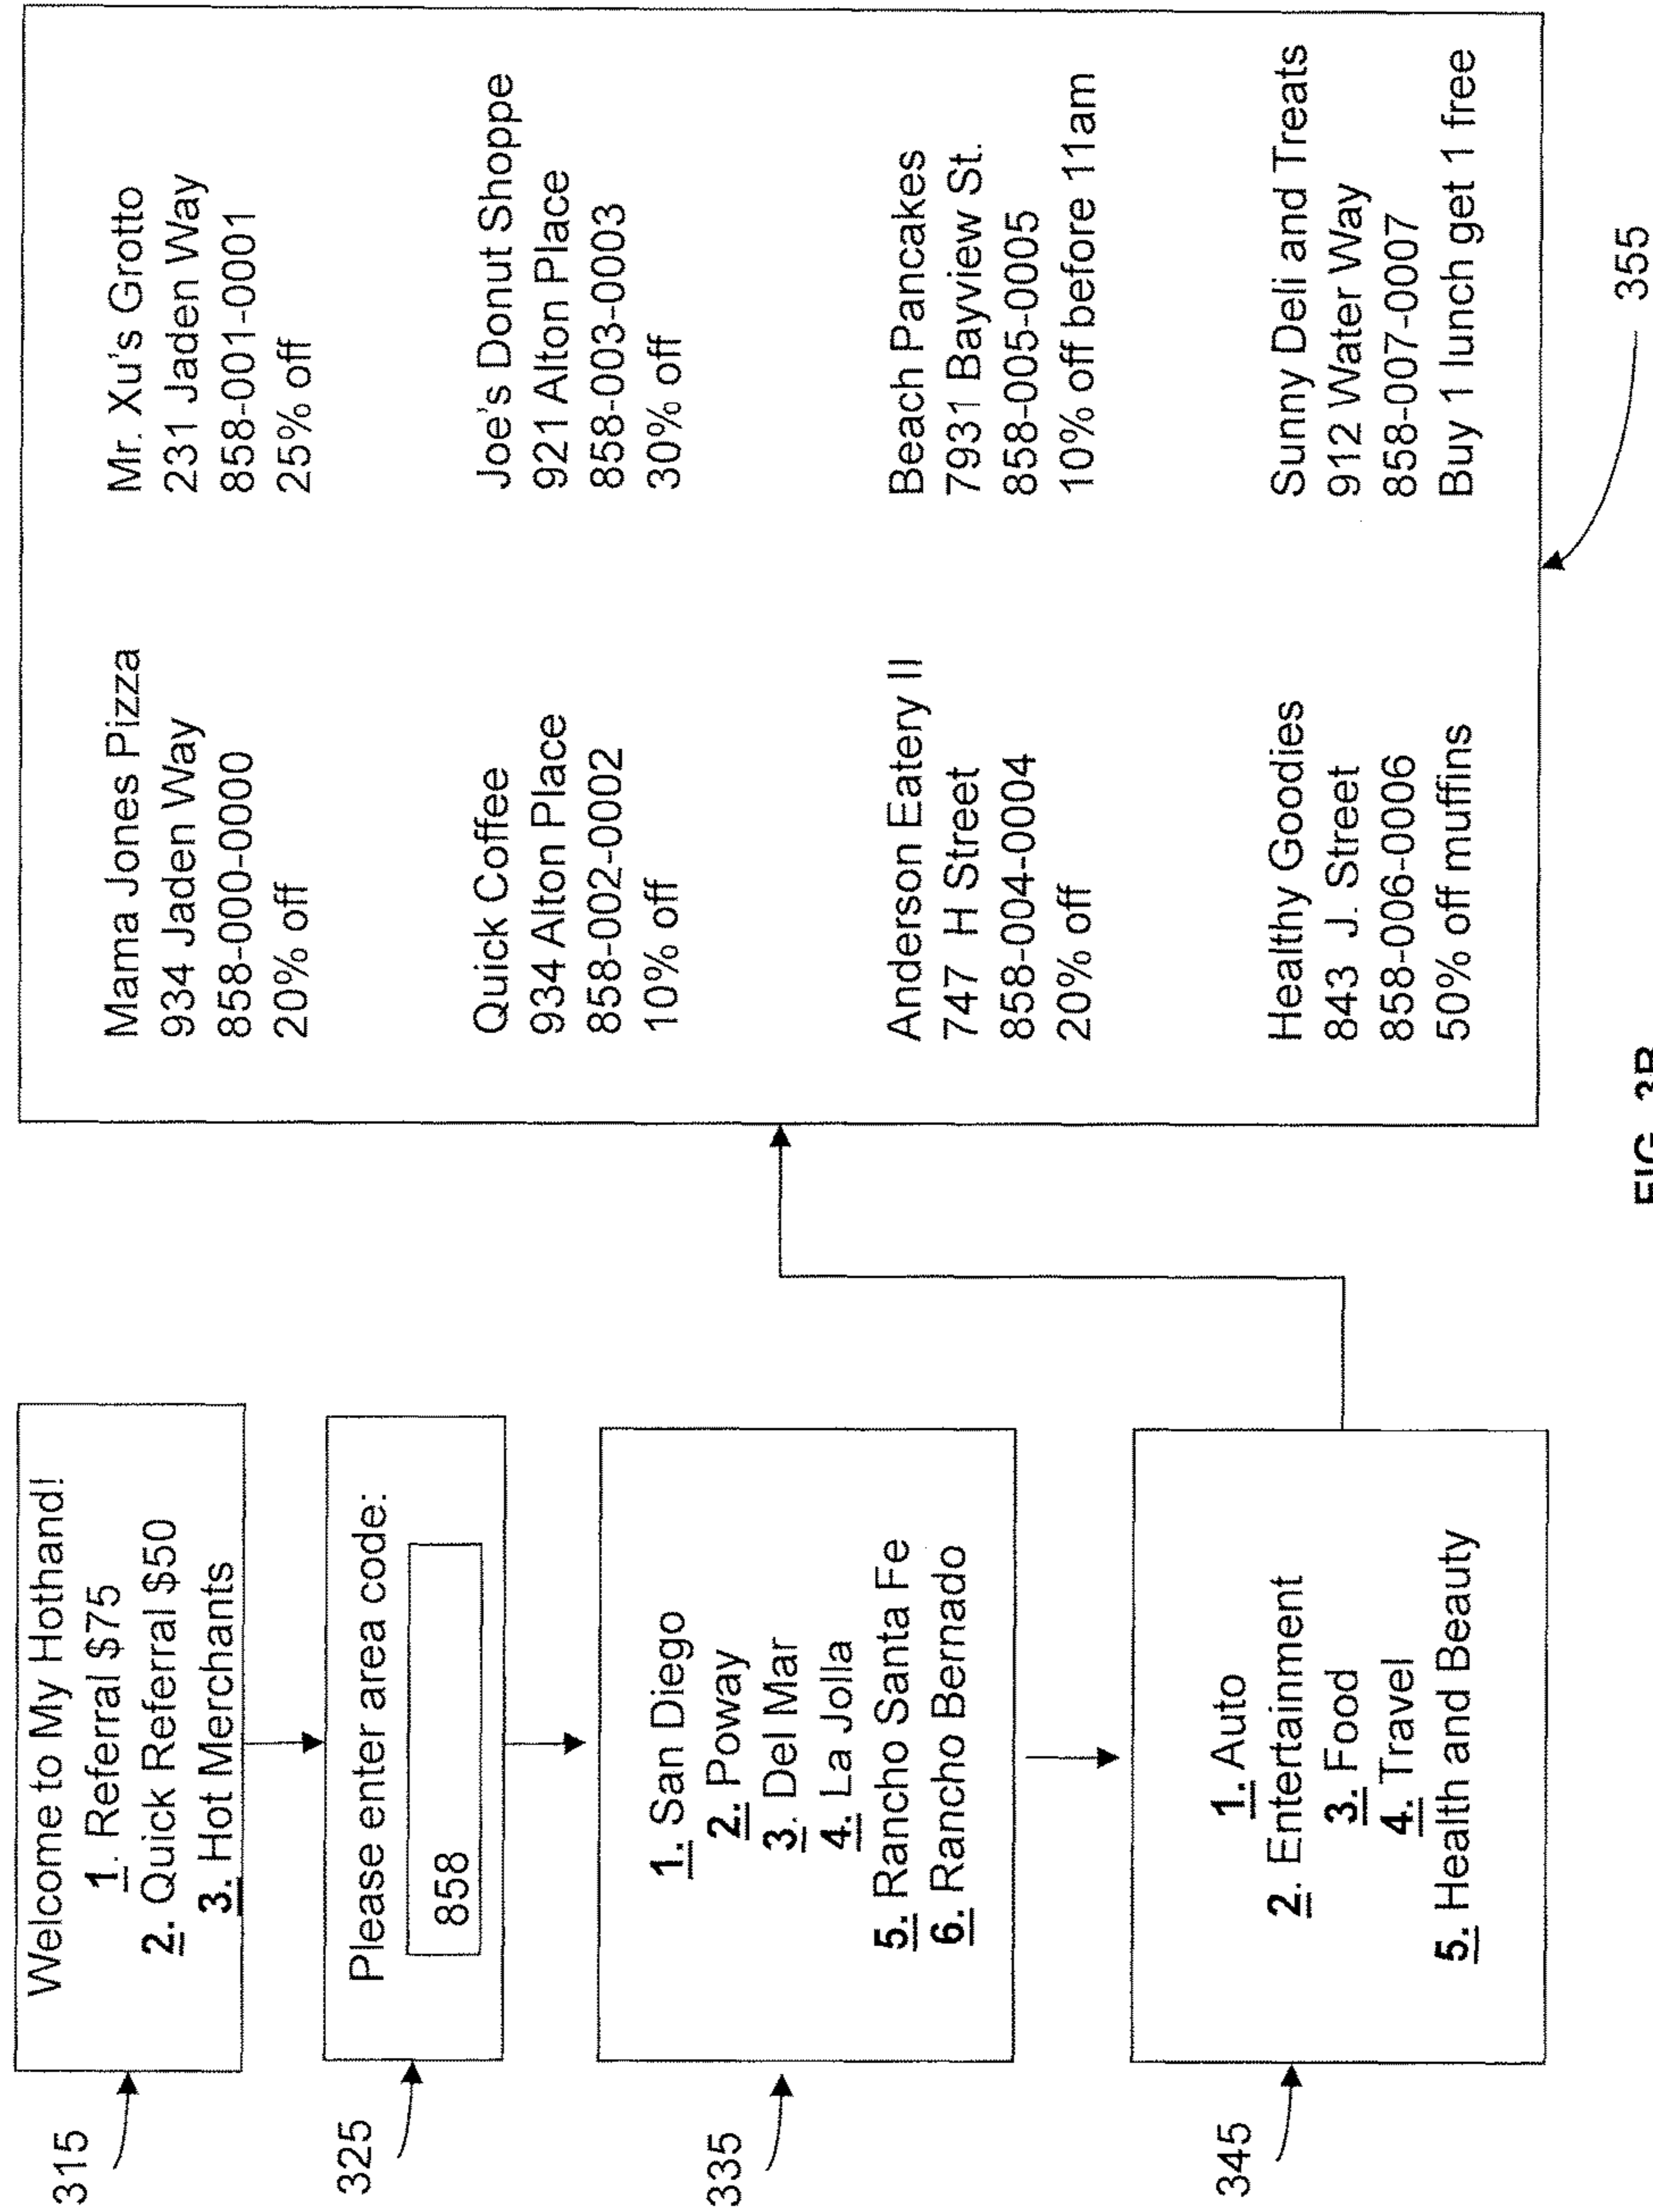 315
Welcome to My Hothand!
1. Referral $75
2. Quick Referral $50
3. Hot Merchants
325
Please enter area code:
858
335
1. San Diego
2. Poway
3. Del Mar
4. La Jolla
5. Rancho Santa Fe
6. Rancho Bernado
345
1. Auto
2. Entertainment
3. Food
4. Travel
5. Health and Beauty
Mama Jones Pizza
934 Jaden Way
858-000-0000
20% off
Mr. Xu's Grotto
231 Jaden Way
858-001-0001
25% off
Quick Coffee
934 Alton Place
858-002-0002
10% off
Joe's Donut Shoppe
921 Alton Place
858-003-0003
30% off
Anderson Eatery II
747 H Street
858-004-0004
20% off
Beach Pancakes
7931 Bayview St.
858-005-0005
10% off before 11am
Healthy Goodies
843 J. Street
858-006-0006
50% off muffins
Sunny Deli and Treats
912 Water Way
858-007-0007
Buy 1 lunch get 1 free
355
FIG. 3B